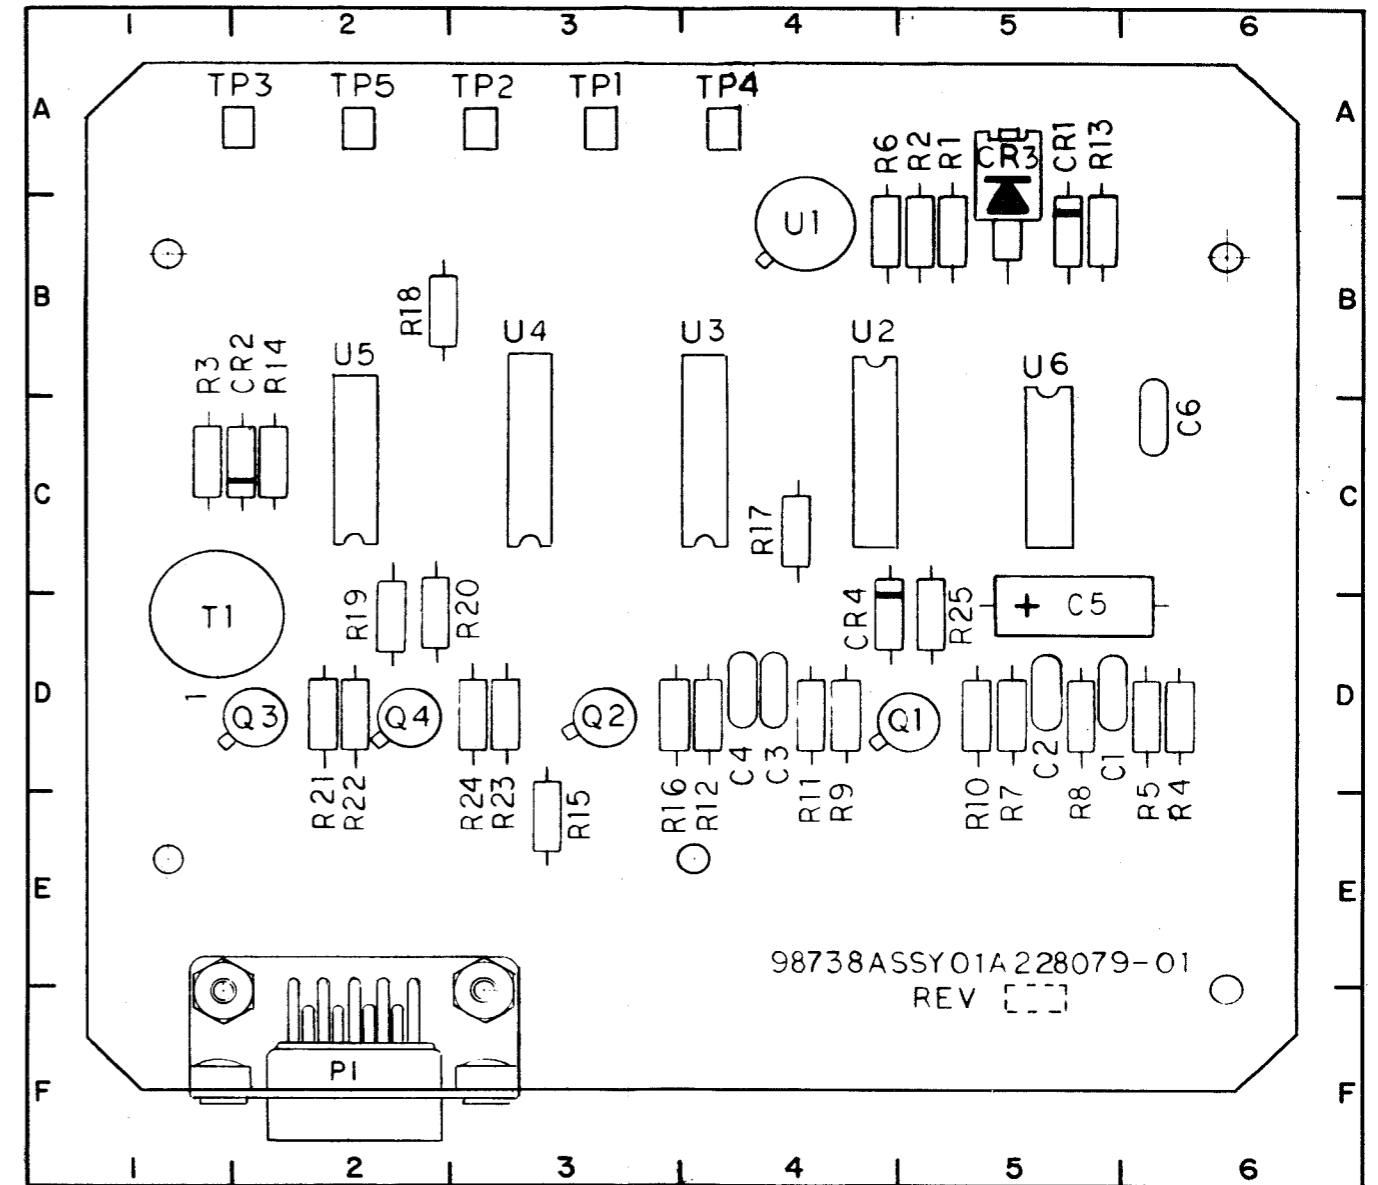 1 2 3 4 5 6
TP3 TP5 TP2 TP1 TP4
A A
R6 R2 R1 CR3 CR1 R13
U1
B B
R18
U5 U4 U3 U2 U6
R3 CR2 R14
C6
C C
R17
T1 R19 R20 CR4 R25 + C5
D D
1
Q3 Q4 Q2 Q1
R21 R22 R24 R23 R15 R16 R12 C4 C3 R11 R9 R10 R7 C2 R8 C1 R5 R4
E E
98738ASSY01A228079-01
REV
P1
F F
1 2 3 4 5 6